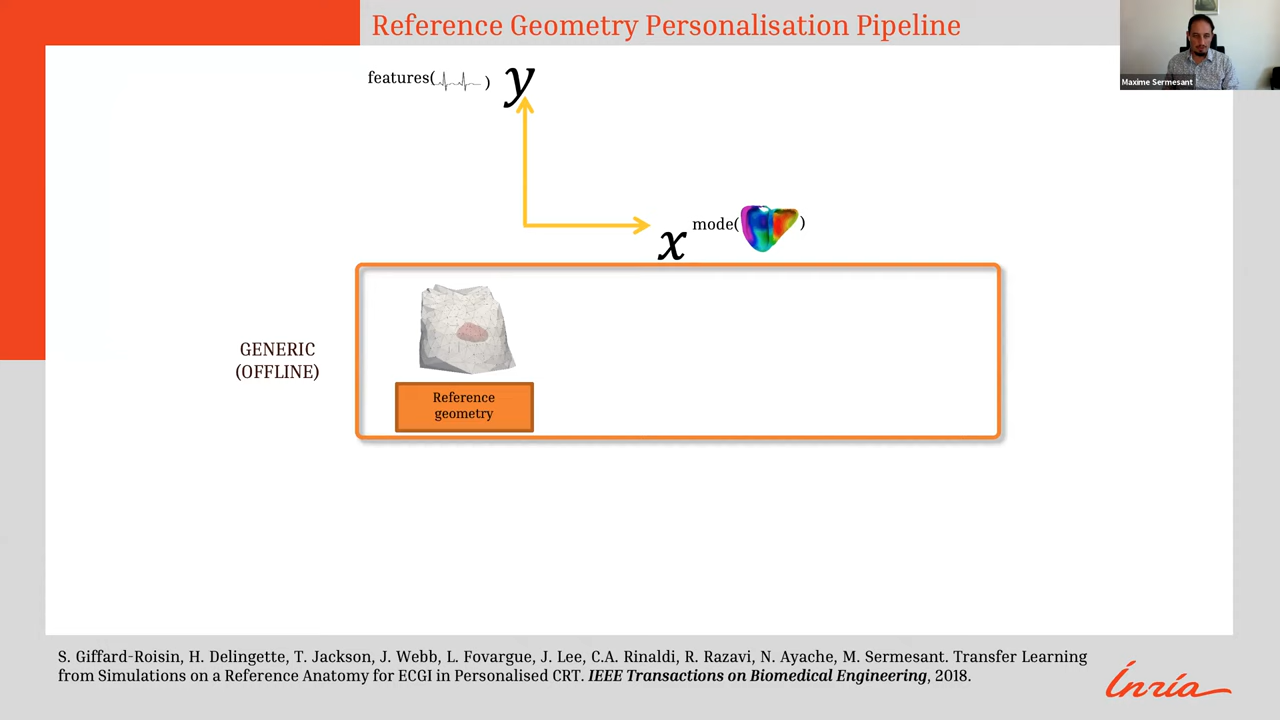 Reference Geometry Personalisation Pipeline
Maxime Sermesant
features( )
y
x
mode( )
GENERIC
(OFFLINE)
Reference
geometry
S. Giffard-Roisin, H. Delingette, T. Jackson, J. Webb, L. Fovargue, J. Lee, C.A. Rinaldi, R. Razavi, N. Ayache, M. Sermesant. Transfer Learning
from Simulations on a Reference Anatomy for ECGI in Personalised CRT. IEEE Transactions on Biomedical Engineering, 2018.
Inria